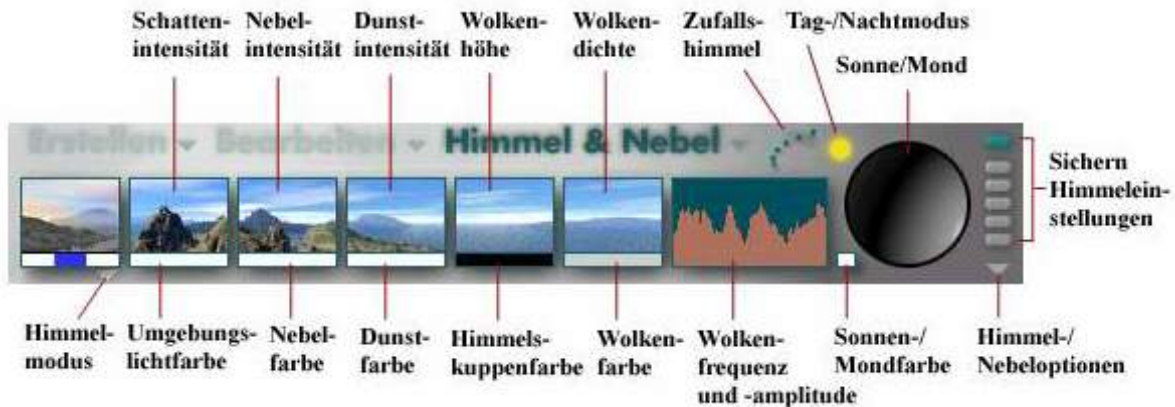 Schatten-
intensität
Nebel-
intensität
Dunst-
intensität
Wolken-
höhe
Wolken-
dichte
Zufalls-
himmel
Tag-/Nachtmodus
Sonne/Mond
Erstellen Bearbeiten Himmel & Nebel
Sichern
Himmelein-
stellungen
Himmel-
modus
Umgebungs-
lichtfarbe
Nebel-
farbe
Dunst-
farbe
Himmels-
kuppenfarbe
Wolken-
farbe
Wolken-
frequenz
und -amplitude
Sonnen-/
Mondfarbe
Himmel-/
Nebeloptionen